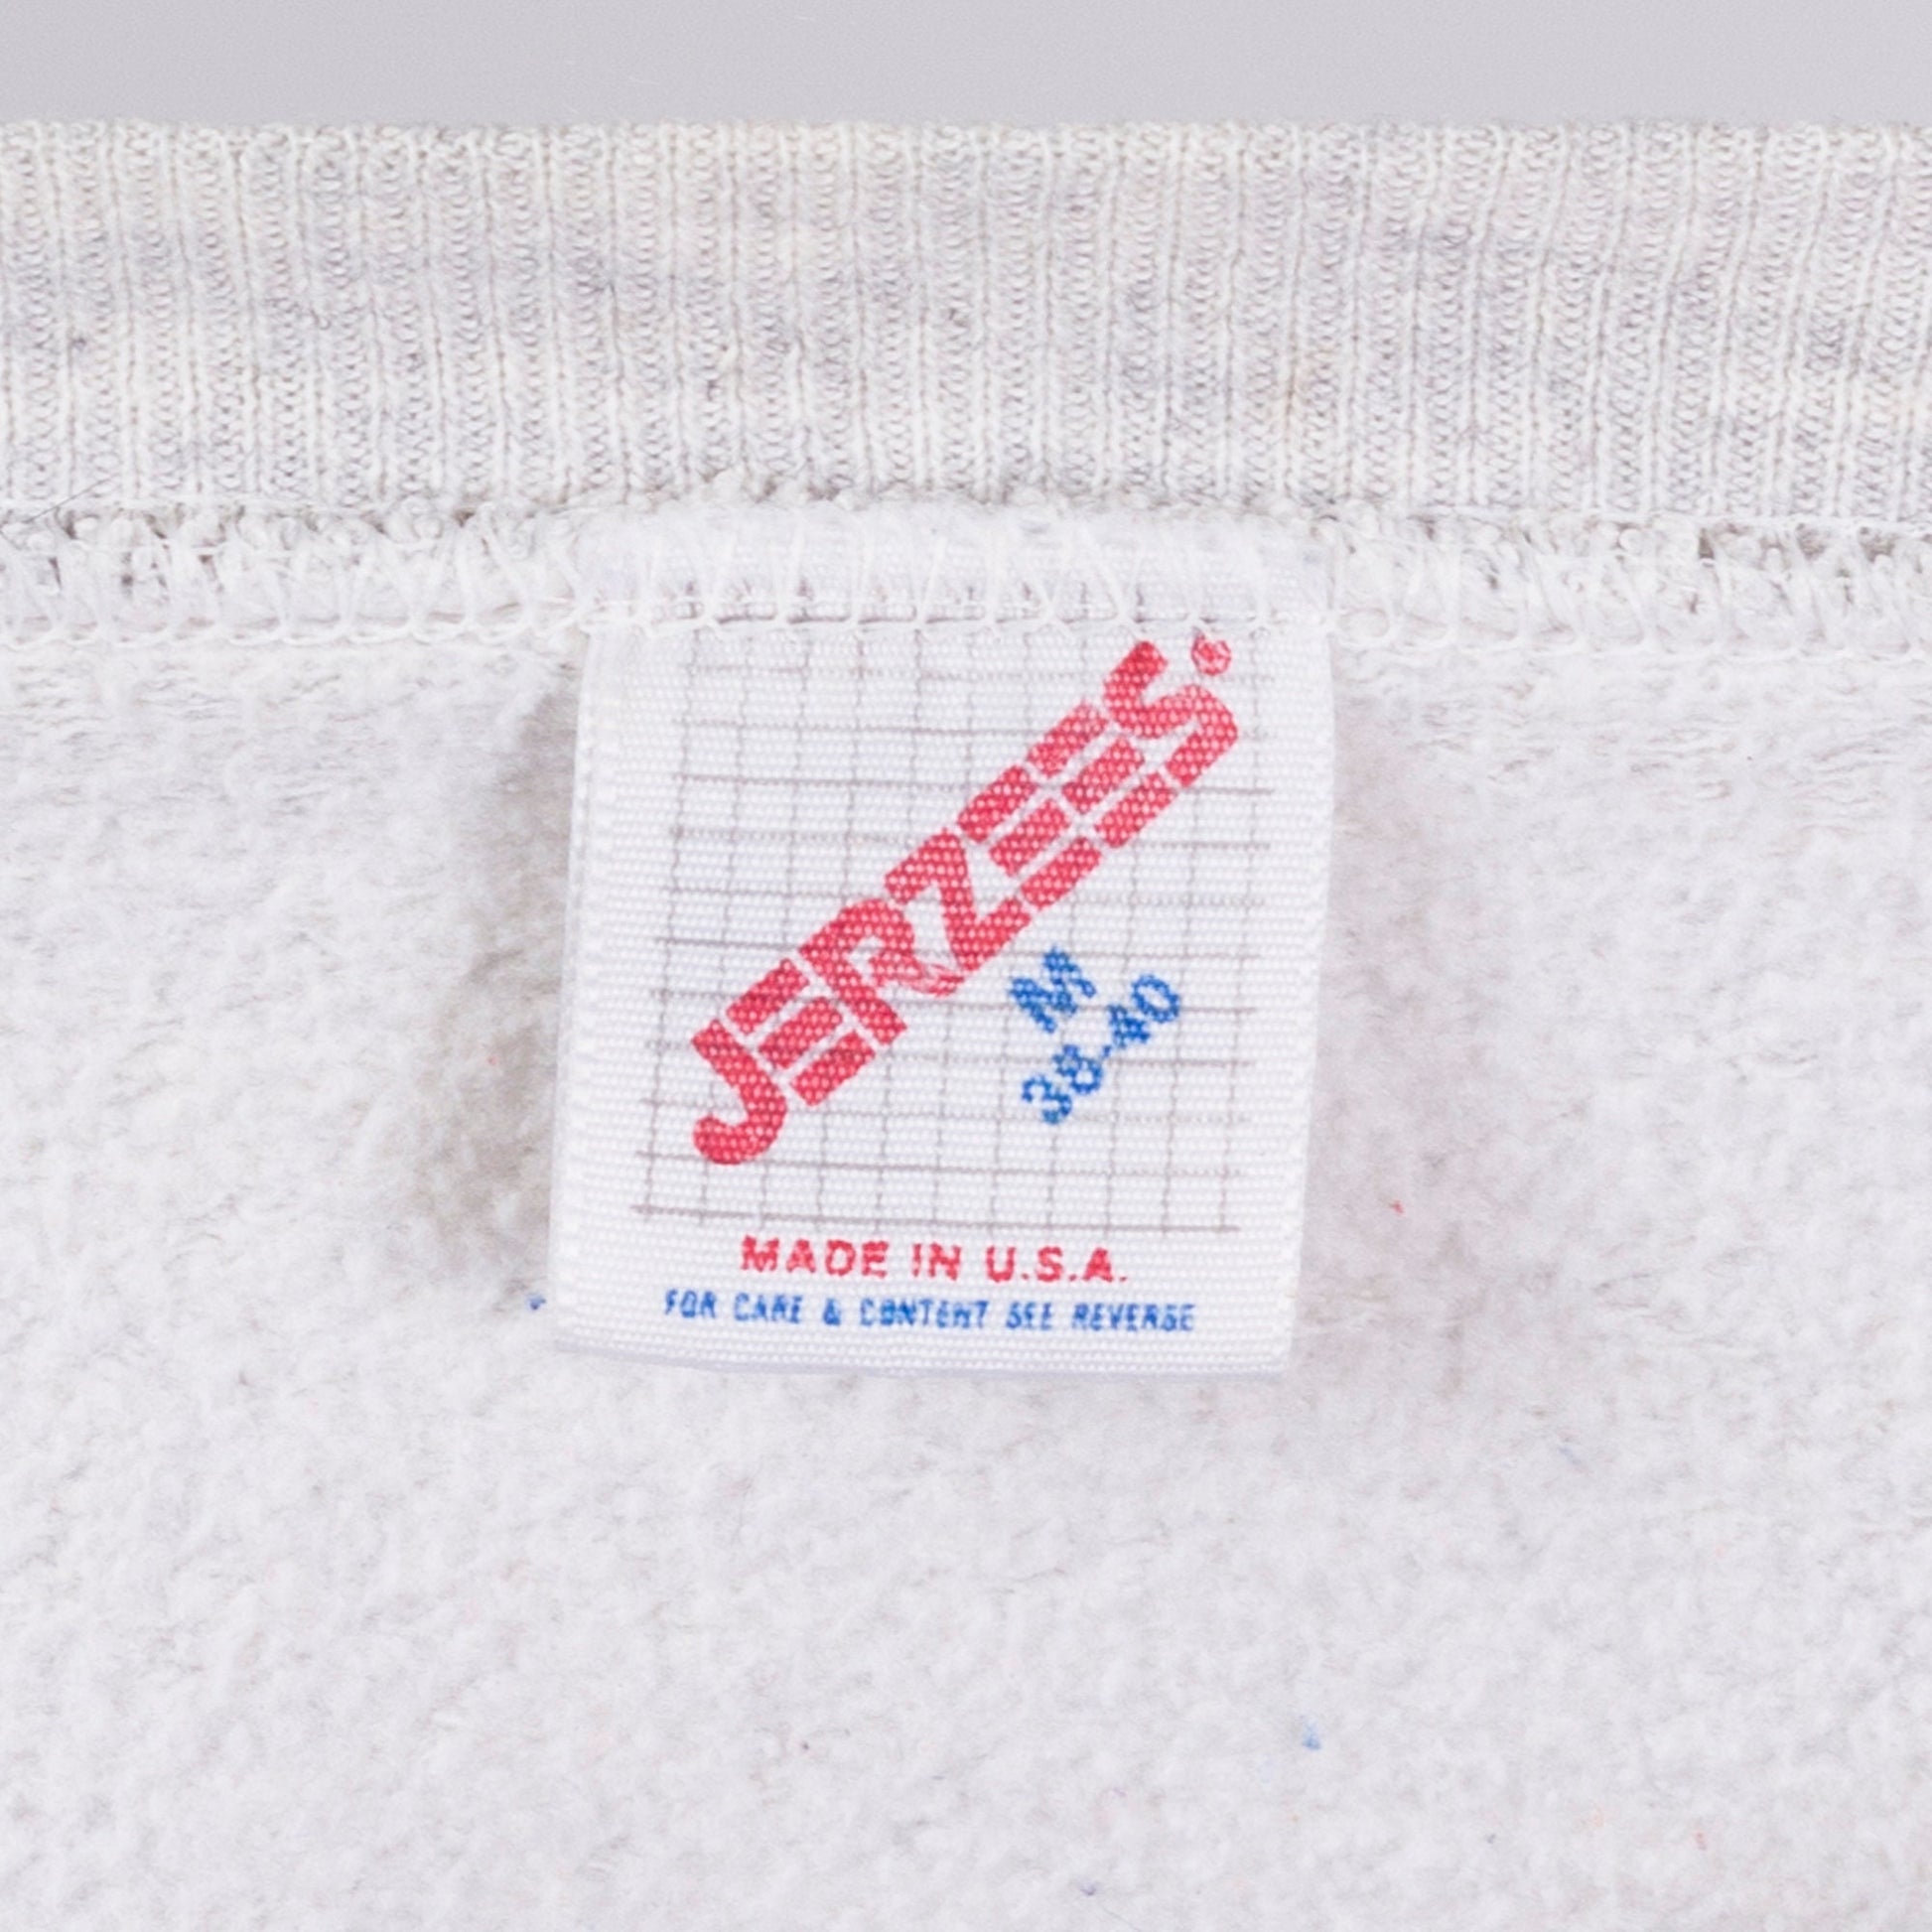 JERZEES
M
38-40
MADE IN U.S.A.
FOR CARE & CONTENT SEE REVERSE